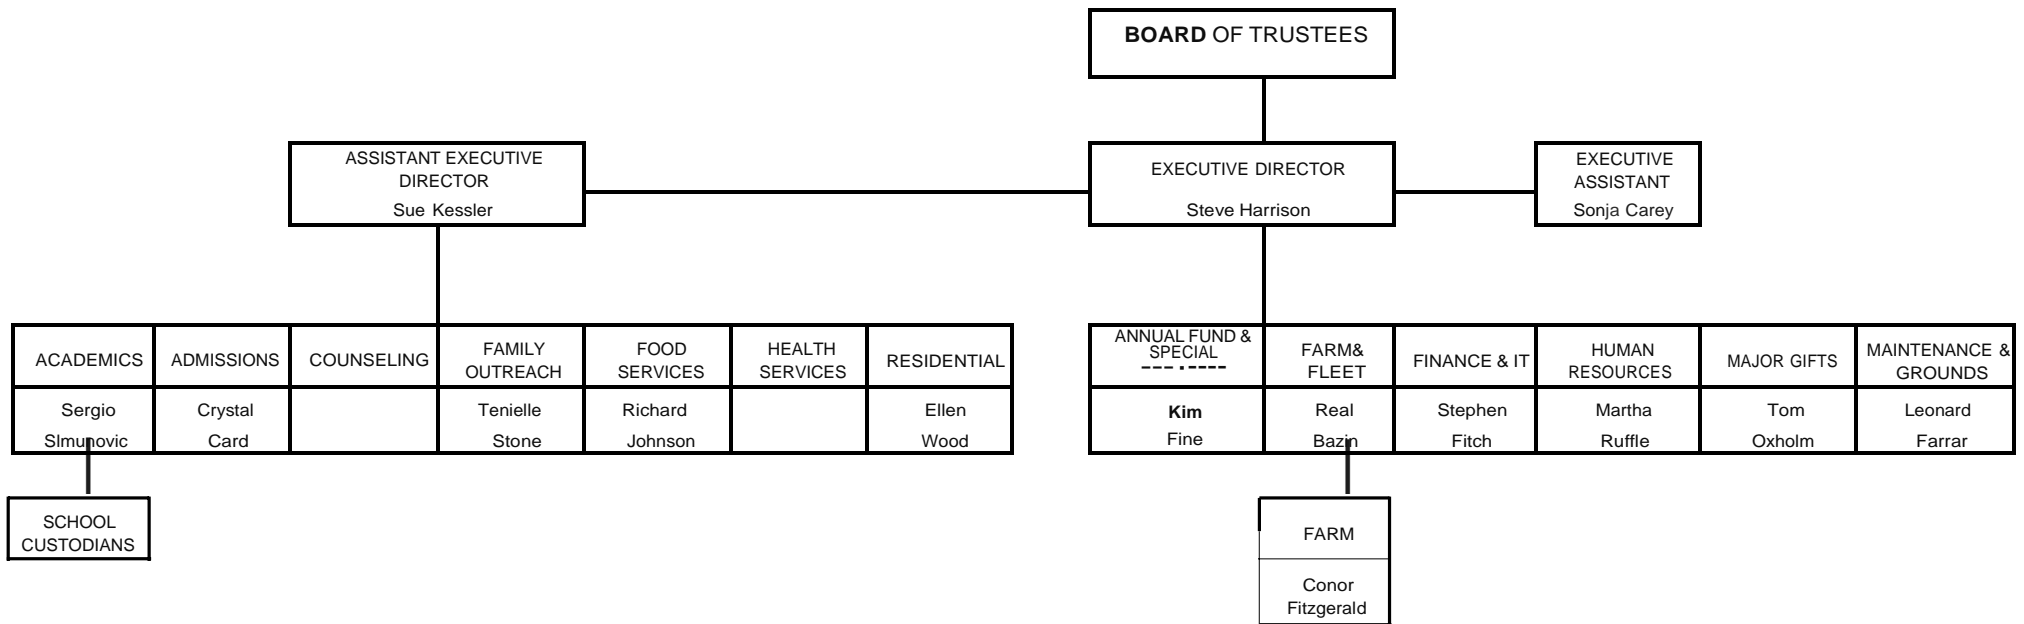 BOARD OF TRUSTEES
ASSISTANT EXECUTIVE
DIRECTOR
Sue Kessler
EXECUTIVE DIRECTOR
Steve Harrison
EXECUTIVE
ASSISTANT
Sonja Carey
ACADEMICS
Sergio
Slmunovic
ADMISSIONS
Crystal
Card
COUNSELING
FAMILY
OUTREACH
Tenielle
Stone
FOOD
SERVICES
Richard
Johnson
HEALTH
SERVICES
RESIDENTIAL
Ellen
Wood
ANNUAL FUND &
SPECIAL
Kim
Fine
FARM&
FLEET
Real
Bazin
FINANCE & IT
Stephen
Fitch
HUMAN
RESOURCES
Martha
Ruffle
MAJOR GIFTS
Tom
Oxholm
MAINTENANCE &
GROUNDS
Leonard
Farrar
SCHOOL
CUSTODIANS
FARM
Conor
Fitzgerald